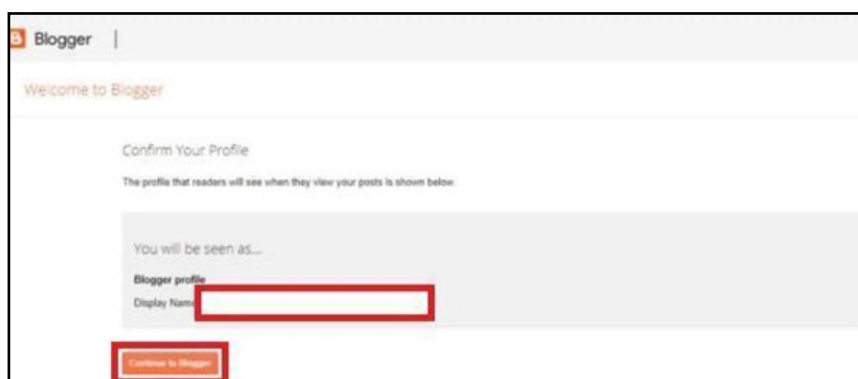 Blogger
Welcome to Blogger
Confirm Your Profile
The profile that readers will see when they view your posts is shown below.
You will be seen as...
Blogger profile
Display Name
Continue to Blogger